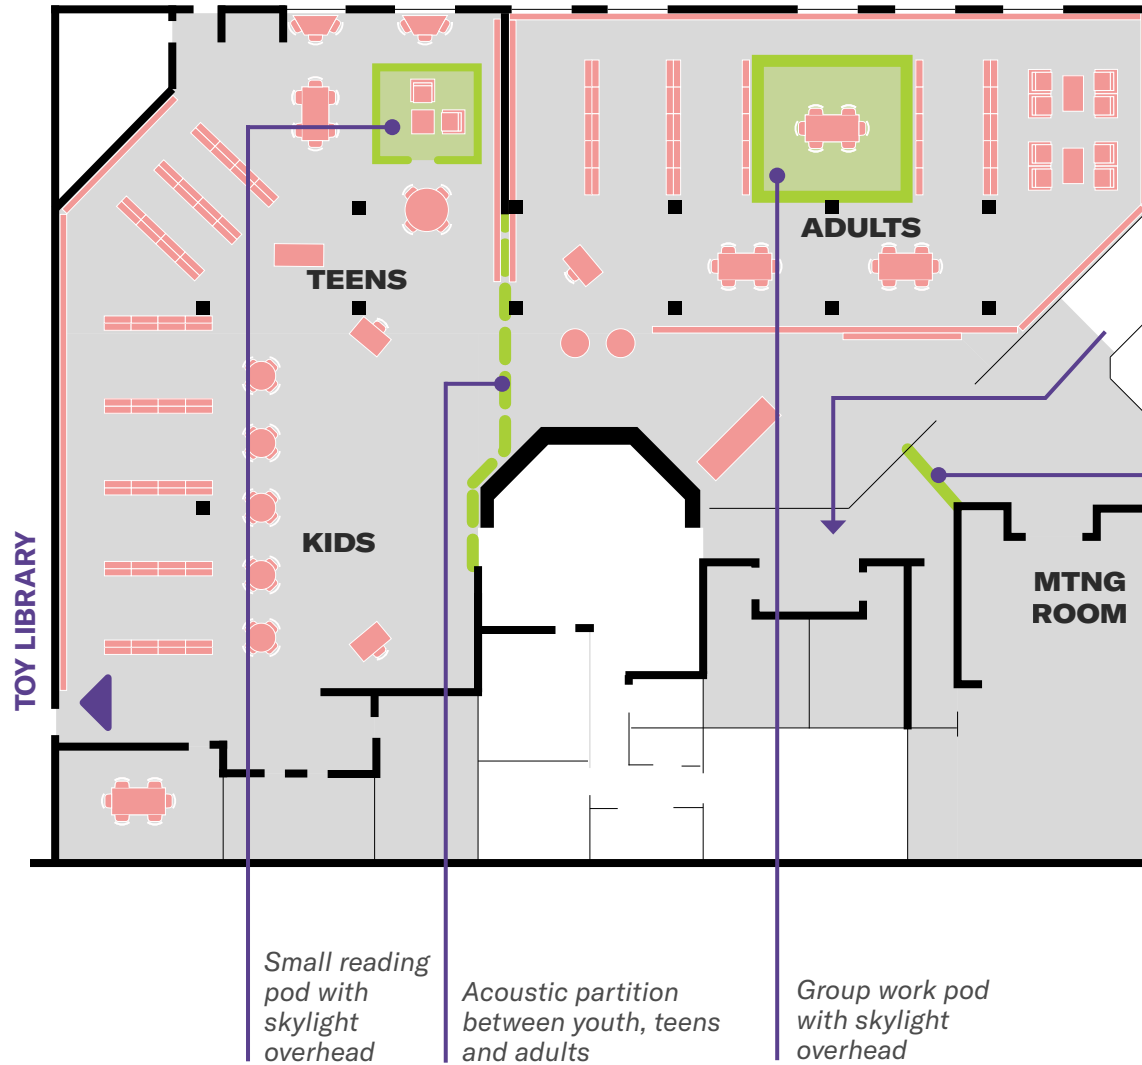 ADULTS
TEENS
KIDS
TOY LIBRARY
MTNG
ROOM
Small reading
pod with
skylight
overhead
Acoustic partition
between youth, teens
and adults
Group work pod
with skylight
overhead